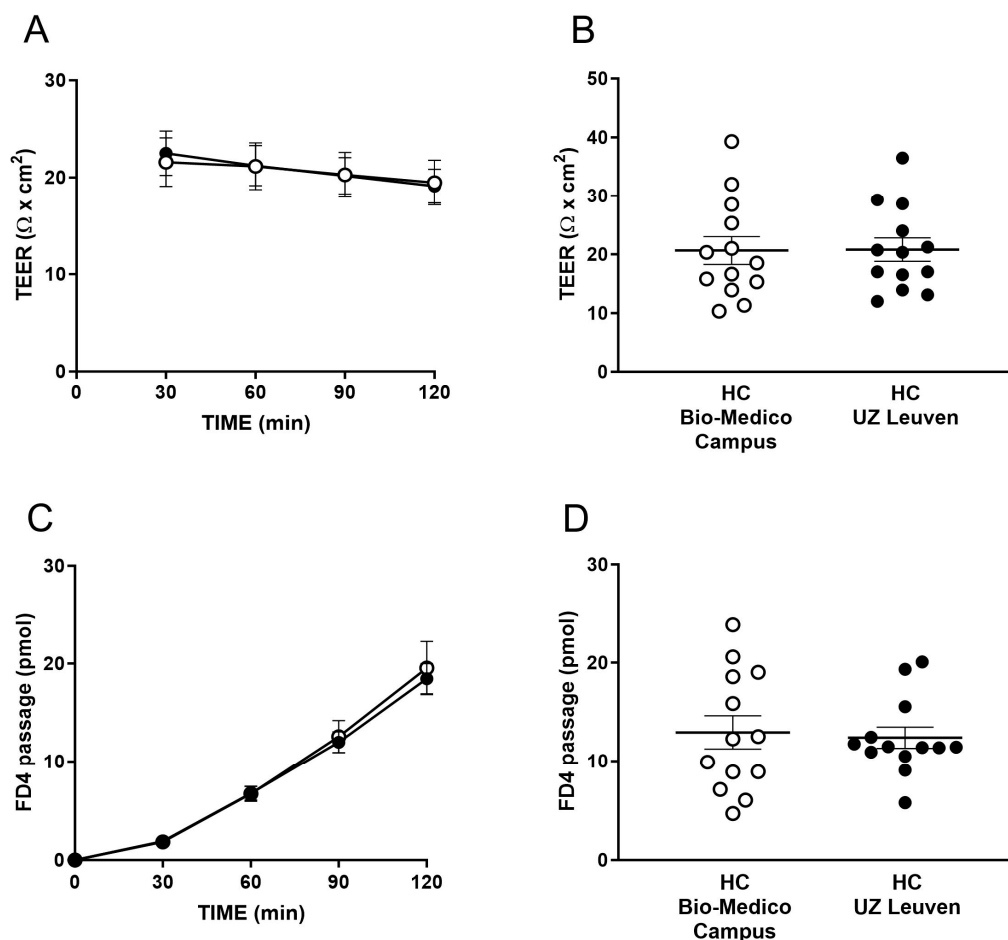 A
30
20
10
0
TEER (Ω x cm²)
0
30
60
90
120
TIME (min)
B
50
40
30
20
10
0
TEER (Ω x cm²)
HC
Bio-Medico
Campus
HC
UZ Leuven
C
30
20
10
0
FD4 passage (pmol)
0
30
60
90
120
TIME (min)
D
30
20
10
0
FD4 passage (pmol)
HC
Bio-Medico
Campus
HC
UZ Leuven